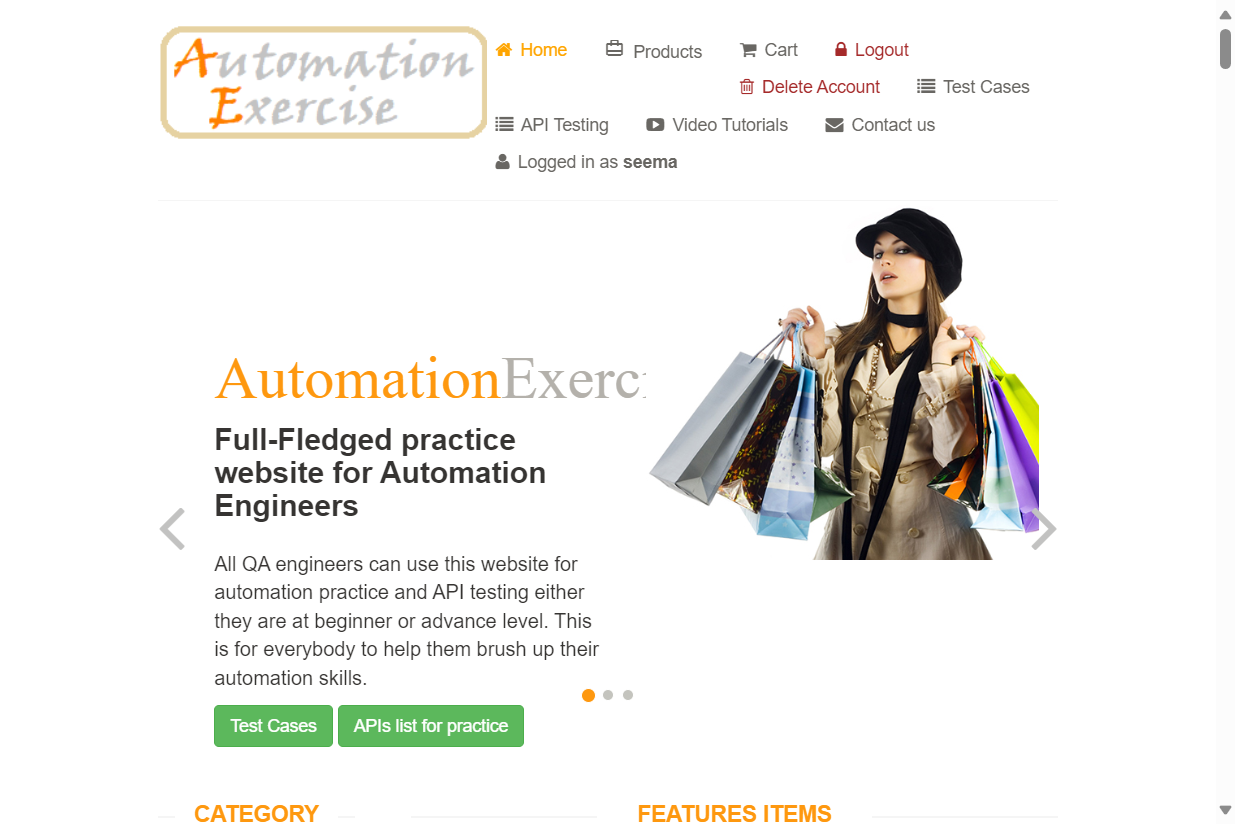 Automation
Exercise
Home Products Cart Logout
Delete Account Test Cases
API Testing Video Tutorials Contact us
Logged in as seema
AutomationExerc
Full-Fledged practice
website for Automation
Engineers
All QA engineers can use this website for
automation practice and API testing either
they are at beginner or advance level. This
is for everybody to help them brush up their
automation skills.
Test Cases APIs list for practice
CATEGORY FEATURES ITEMS